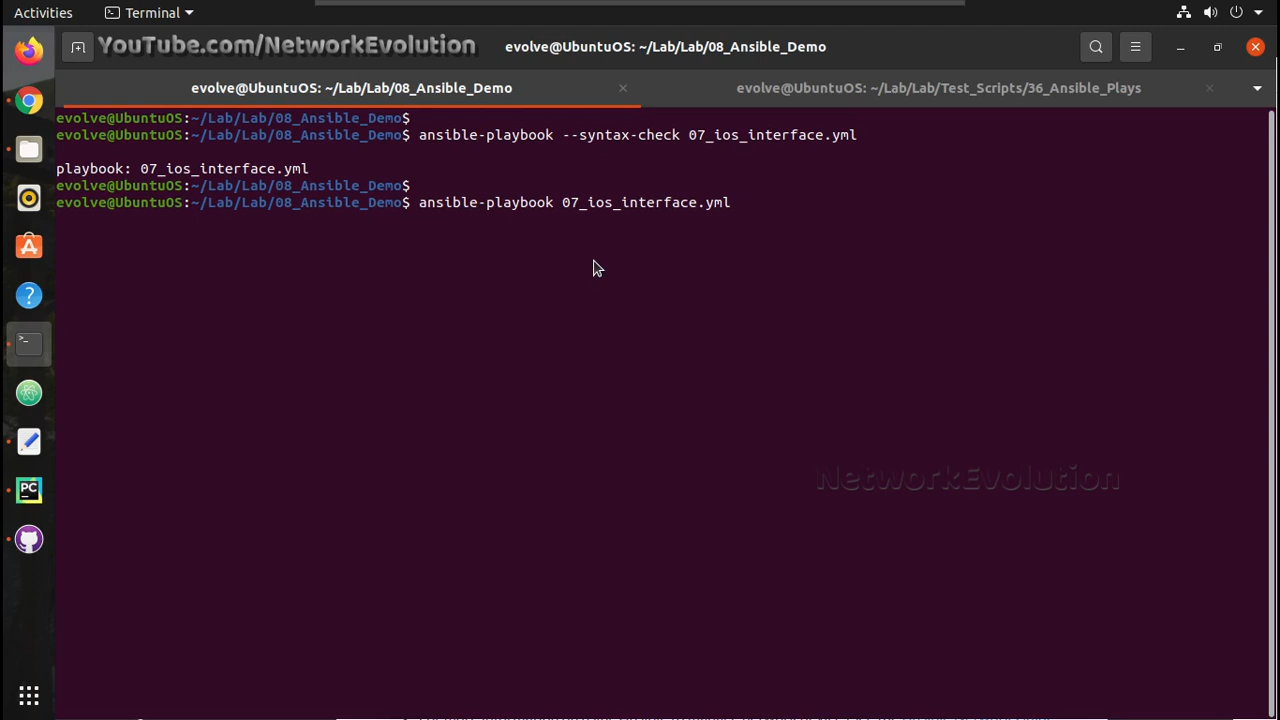 Activities
Terminal
YouTube.com/NetworkEvolution
evolve@UbuntuOS: ~/Lab/Lab/08_Ansible_Demo
evolve@UbuntuOS: ~/Lab/Lab/08_Ansible_Demo
evolve@UbuntuOS: ~/Lab/Lab/Test_Scripts/36_Ansible_Plays
evolve@UbuntuOS:~/Lab/Lab/08_Ansible_Demo$
evolve@UbuntuOS:~/Lab/Lab/08_Ansible_Demo$ ansible-playbook --syntax-check 07_ios_interface.yml
playbook: 07_ios_interface.yml
evolve@UbuntuOS:~/Lab/Lab/08_Ansible_Demo$
evolve@UbuntuOS:~/Lab/Lab/08_Ansible_Demo$ ansible-playbook 07_ios_interface.yml
NetworkEvolution
PC